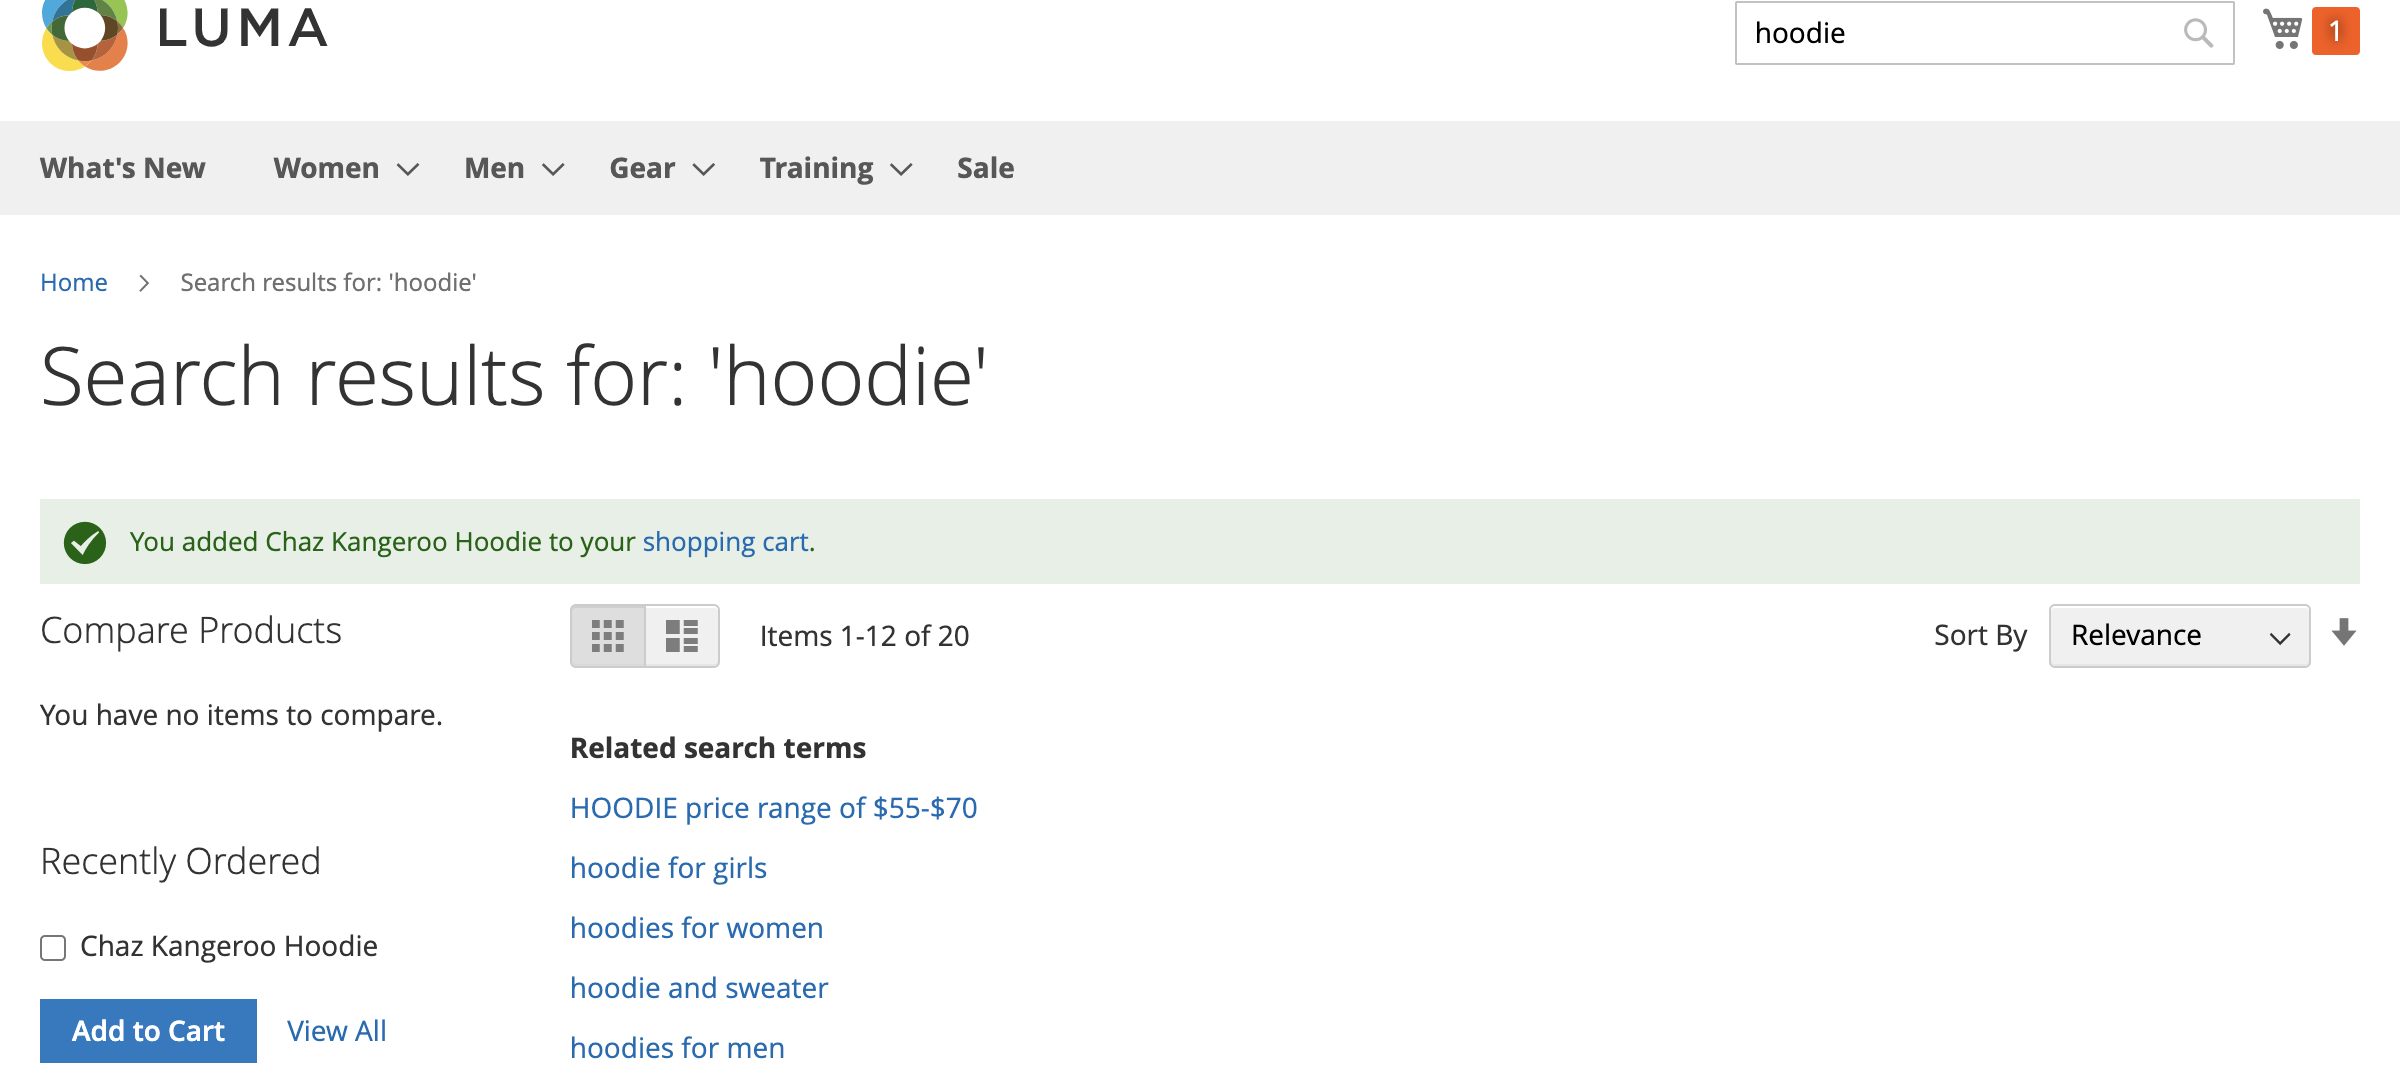 LUMA
hoodie
1
What's New Women Men Gear Training Sale
Home Search results for: 'hoodie'
Search results for: 'hoodie'
You added Chaz Kangeroo Hoodie to your shopping cart.
Compare Products
Items 1-12 of 20
Sort By Relevance
You have no items to compare.
Related search terms
HOODIE price range of $55-$70
hoodie for girls
hoodies for women
hoodie and sweater
hoodies for men
Recently Ordered
Chaz Kangeroo Hoodie
Add to Cart View All